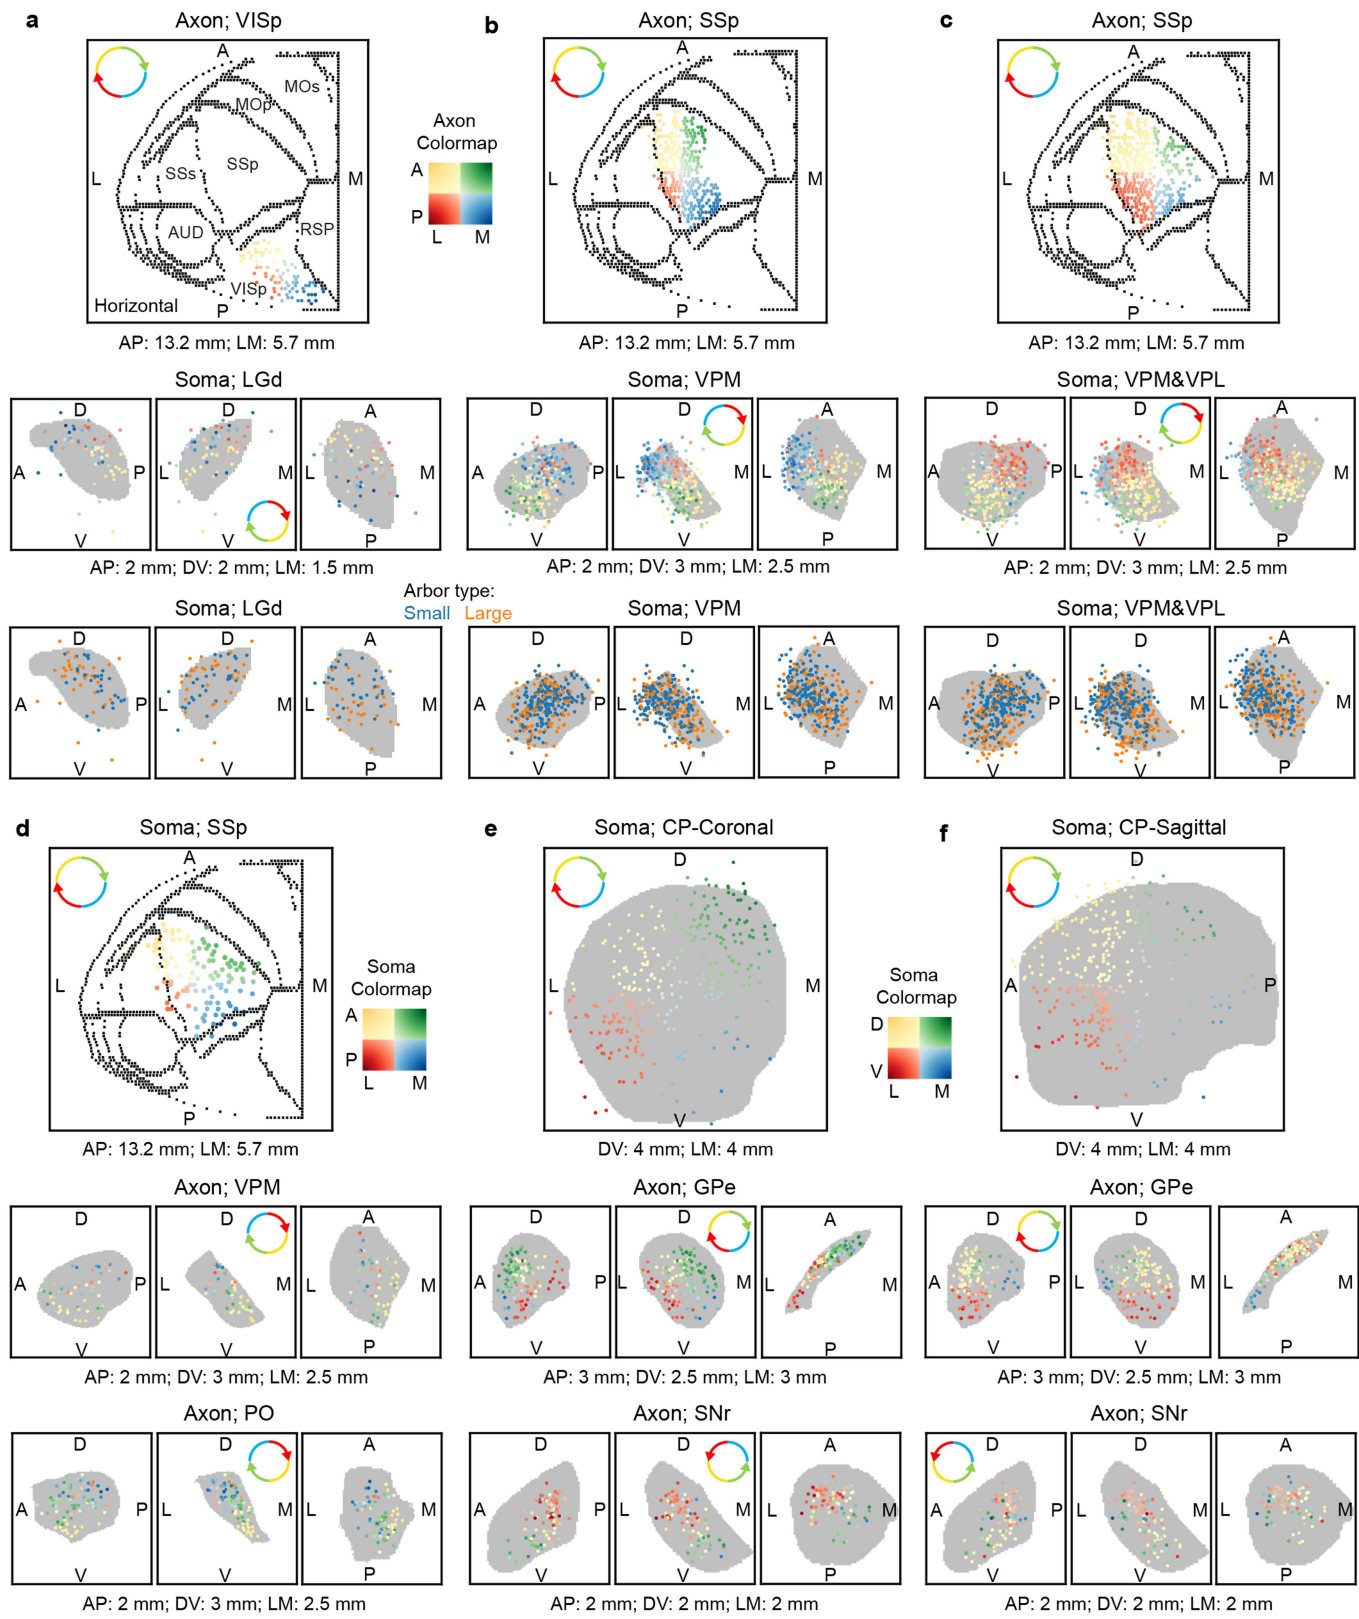 a
Axon; VISp
A
MOs
MOp
SSp
SSs
L
M
AUD
RSP
VISp
Horizontal
P
AP: 13.2 mm; LM: 5.7 mm
Axon
Colormap
A
P
L M
b
Axon; SSp
A
L
M
P
AP: 13.2 mm; LM: 5.7 mm
c
Axon; SSp
A
L
M
P
AP: 13.2 mm; LM: 5.7 mm
Soma; LGd
D D A
A P L M L M
V V P
AP: 2 mm; DV: 2 mm; LM: 1.5 mm
Soma; VPM
D D A
A P L M L M
V V P
AP: 2 mm; DV: 3 mm; LM: 2.5 mm
Soma; VPM&VPL
D D A
A P L M L M
V V P
AP: 2 mm; DV: 3 mm; LM: 2.5 mm
Arbor type:
Small Large
Soma; LGd
D D A
A P L M L M
V V P
Soma; VPM
D D A
A P L M L M
V V P
Soma; VPM&VPL
D D A
A P L M L M
V V P
d
Soma; SSp
A
L
M
P
AP: 13.2 mm; LM: 5.7 mm
Soma
Colormap
A
P
L M
e
Soma; CP-Coronal
D
L
M
V
DV: 4 mm; LM: 4 mm
Soma
Colormap
D
V
L M
f
Soma; CP-Sagittal
D
A
P
V
DV: 4 mm; LM: 4 mm
Axon; VPM
D D A
A P L M L M
V V P
AP: 2 mm; DV: 3 mm; LM: 2.5 mm
Axon; GPe
D D A
A P L M L M
V V P
AP: 3 mm; DV: 2.5 mm; LM: 3 mm
Axon; GPe
D D A
A P L M L M
V V P
AP: 3 mm; DV: 2.5 mm; LM: 3 mm
Axon; PO
D D A
A P L M L M
V V P
AP: 2 mm; DV: 3 mm; LM: 2.5 mm
Axon; SNr
D D A
A P L M L M
V V P
AP: 2 mm; DV: 2 mm; LM: 2 mm
Axon; SNr
D D A
A P L M L M
V V P
AP: 2 mm; DV: 2 mm; LM: 2 mm